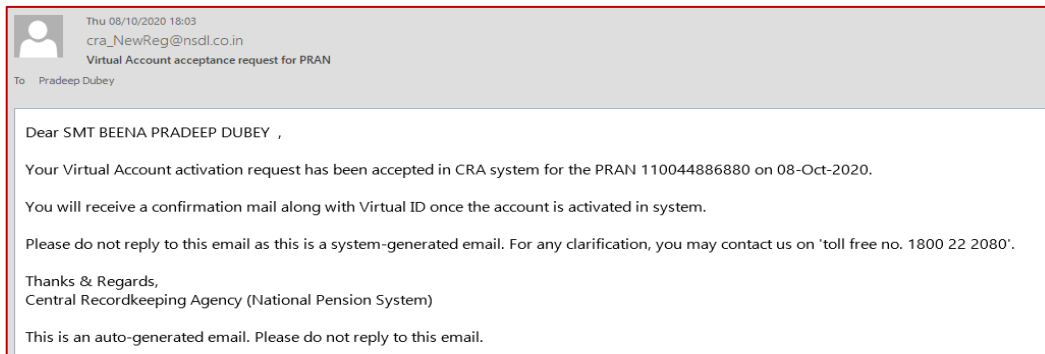 Thu 08/10/2020 18:03
cra_NewReg@nsdl.co.in
Virtual Account acceptance request for PRAN
To Pradeep Dubey
Dear SMT BEENA PRADEEP DUBEY ,
Your Virtual Account activation request has been accepted in CRA system for the PRAN 110044886880 on 08-Oct-2020.
You will receive a confirmation mail along with Virtual ID once the account is activated in system.
Please do not reply to this email as this is a system-generated email. For any clarification, you may contact us on 'toll free no. 1800 22 2080'.
Thanks & Regards,
Central Recordkeeping Agency (National Pension System)
This is an auto-generated email. Please do not reply to this email.